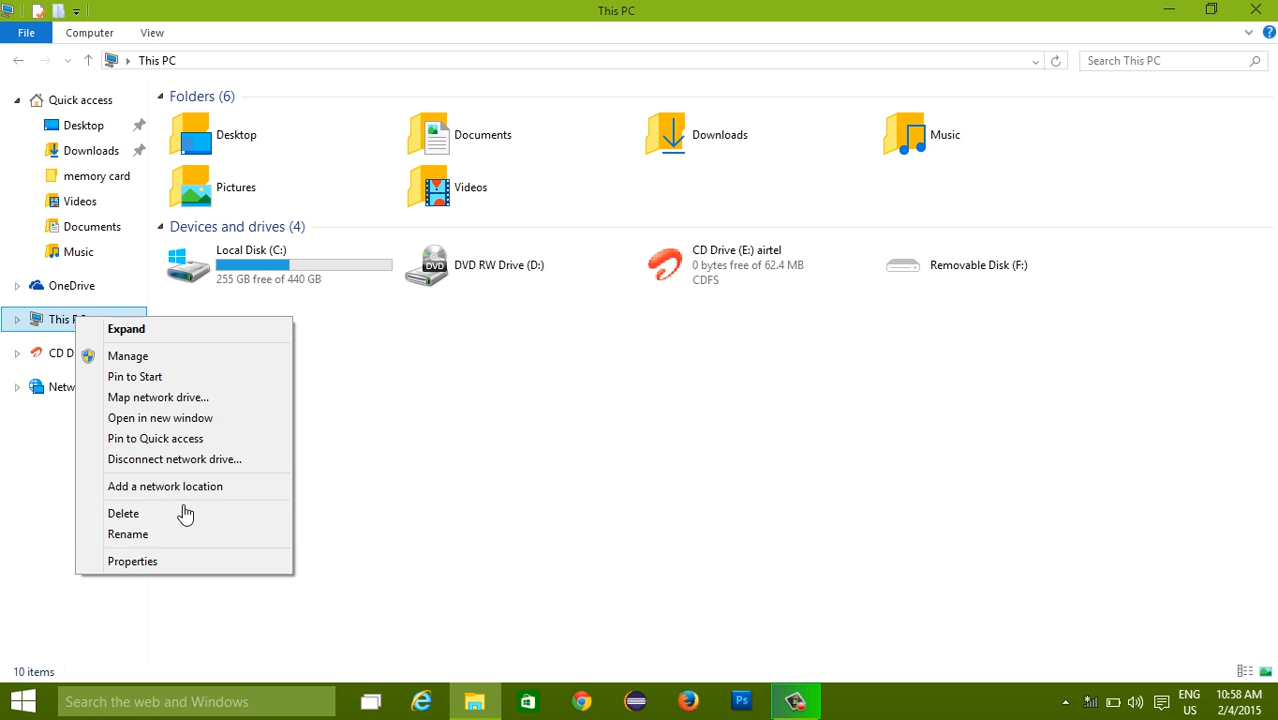 This PC
File
Computer
View
This PC
Search This PC
Quick access
Desktop
Downloads
memory card
Videos
Documents
Music
OneDrive
This PC
CD D
Netw
Folders (6)
Desktop
Documents
Downloads
Music
Pictures
Videos
Devices and drives (4)
Local Disk (C:)
255 GB free of 440 GB
DVD
DVD RW Drive (D:)
CD Drive (E:) airtel
0 bytes free of 62.4 MB
CDFS
Removable Disk (F:)
Expand
Manage
Pin to Start
Map network drive...
Open in new window
Pin to Quick access
Disconnect network drive...
Add a network location
Delete
Rename
Properties
10 items
Search the web and Windows
Ps
ENG
US
10:58 AM
2/4/2015